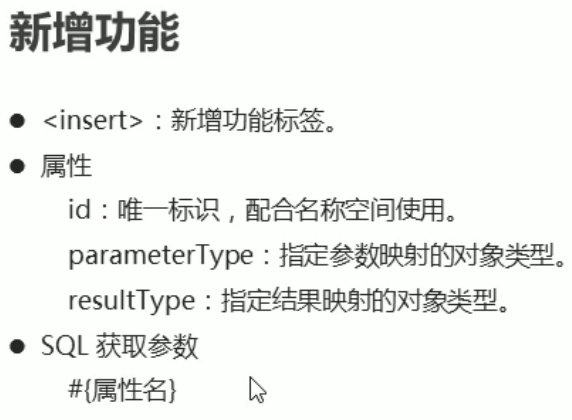 新增功能
● <insert>：新增功能标签。
● 属性
id：唯一标识，配合名称空间使用。
parameterType：指定参数映射的对象类型。
resultType：指定结果映射的对象类型。
● SQL 获取参数
#{属性名}